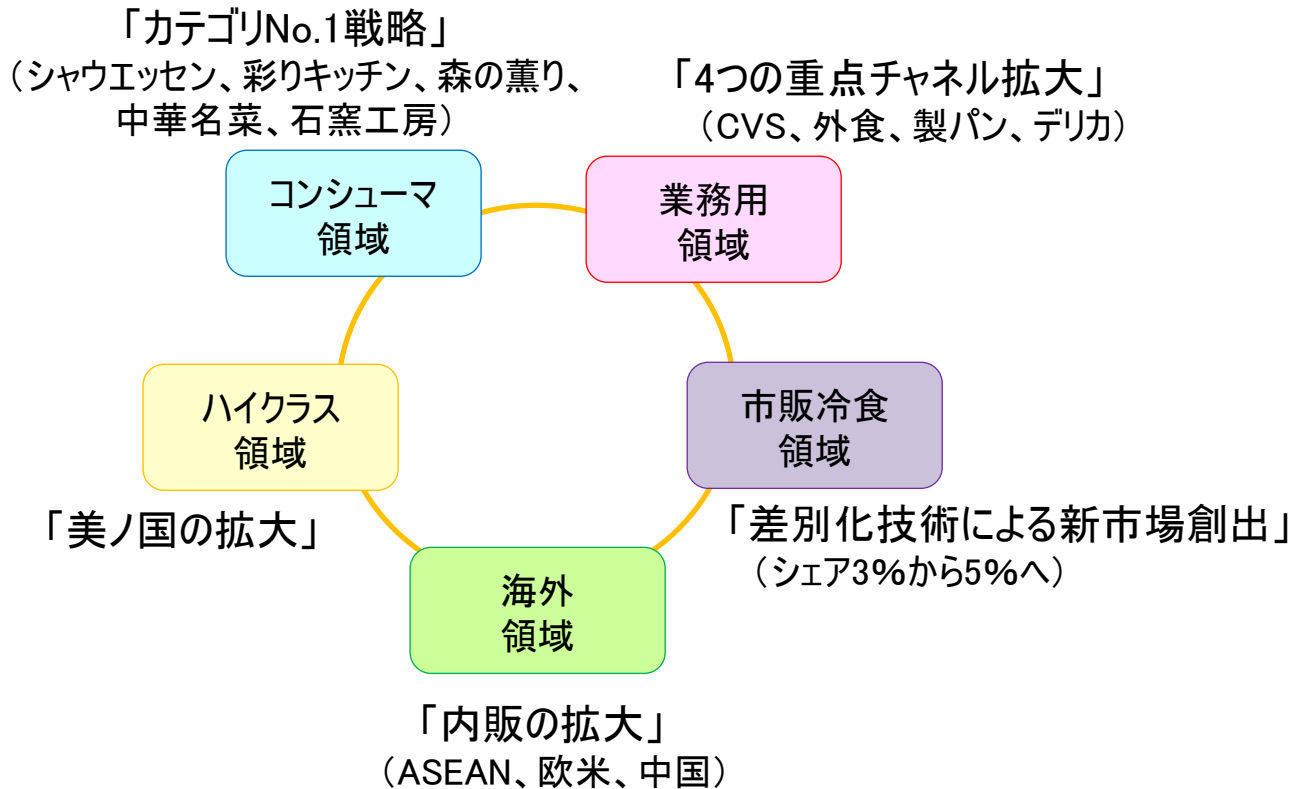 「カテゴリNo.1戦略」
（シャウエッセン、彩りキッチン、森の薫り、
中華名菜、石窯工房）
「4つの重点チャネル拡大」
（CVS、外食、製パン、デリカ）
コンシューマ
領域
業務用
領域
ハイクラス
領域
市販冷食
領域
「美ノ国の拡大」
「差別化技術による新市場創出」
（シェア3%から5%へ）
海外
領域
「内販の拡大」
（ASEAN、欧米、中国）